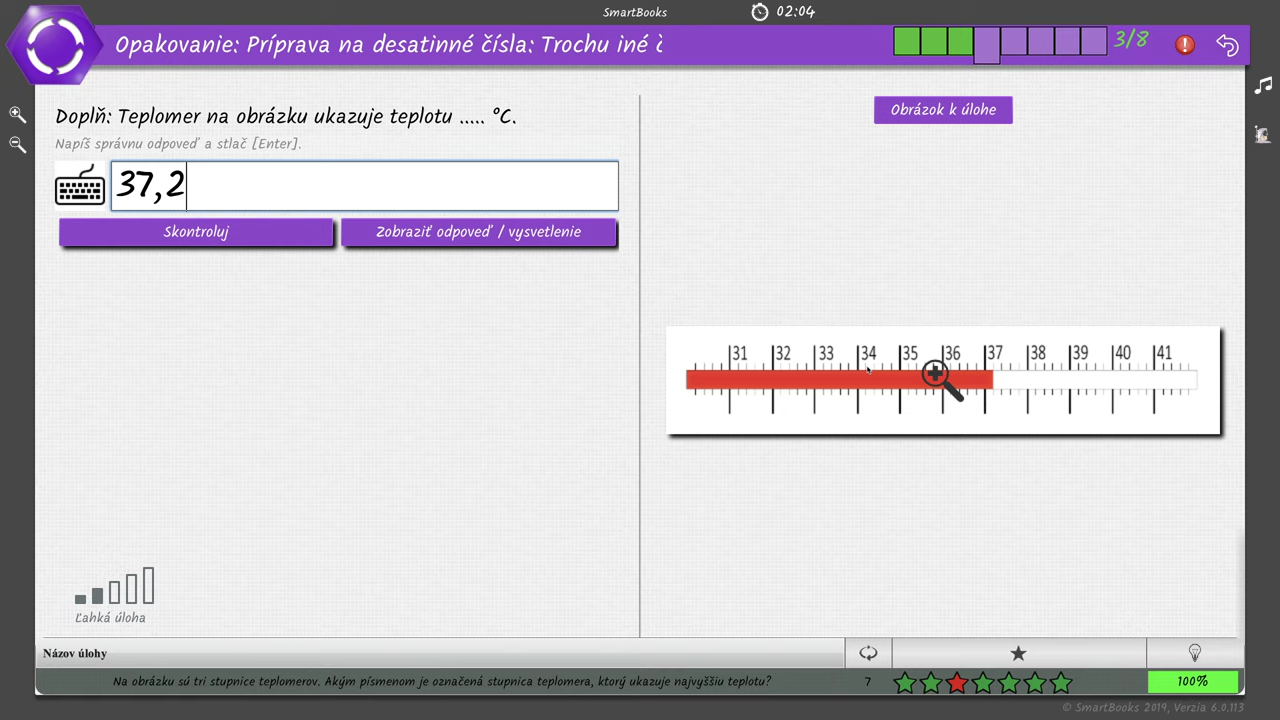 SmartBooks
02:04
Opakovanie: Príprava na desatinné čísla: Trochu iné č
3/8
Doplň: Teplomer na obrázku ukazuje teplotu ..... °C.
Napíš správnu odpoveď a stlač [Enter].
37,2
Skontroluj
Zobraziť odpoveď / vysvetlenie
Obrázok k úlohe
31 32 33 34 35 36 37 38 39 40 41
Ľahká úloha
Názov úlohy
Na obrázku sú tri stupnice teplomerov. Akým písmenom je označená stupnica teplomera, ktorý ukazuje najvyššiu teplotu? 7 100%
© SmartBooks 2019, Verzia 6.0.113